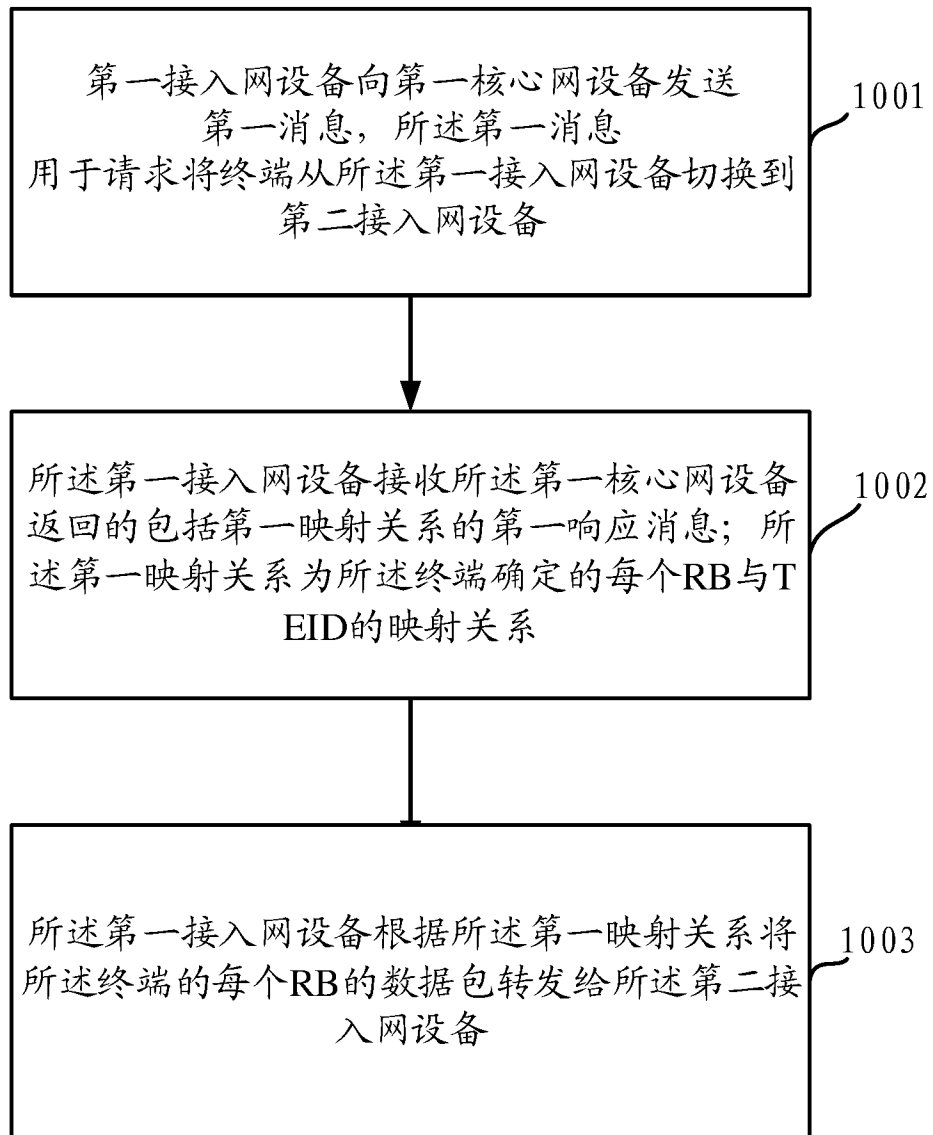 第一接入网设备向第一核心网设备发送
第一消息，所述第一消息
用于请求将终端从所述第一接入网设备切换到
第二接入网设备
1001
所述第一接入网设备接收所述第一核心网设备
返回的包括第一映射关系的第一响应消息；所
述第一映射关系为所述终端确定的每个RB与T
EID的映射关系
1002
所述第一接入网设备根据所述第一映射关系将
所述终端的每个RB的数据包转发给所述第二接
入网设备
1003